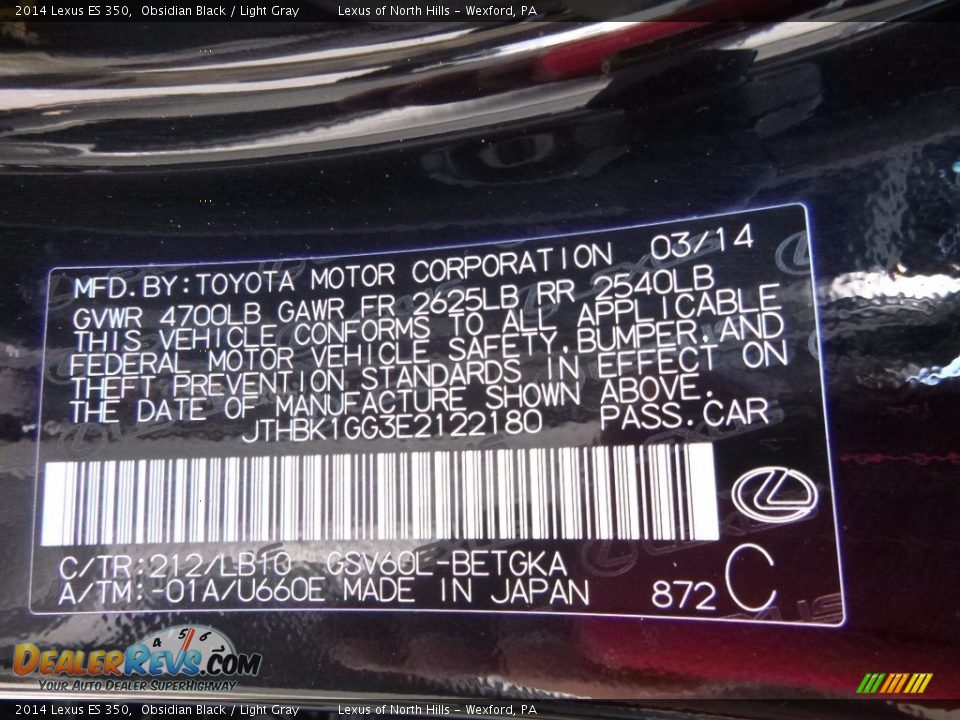 2014 Lexus ES 350, Obsidian Black / Light Gray Lexus of North Hills - Wexford, PA
MFD.BY:TOYOTA MOTOR CORPORATION 03/14
GVWR 4700LB GAWR FR 2625LB RR 2540LB
THIS VEHICLE CONFORMS TO ALL APPLICABLE
FEDERAL MOTOR VEHICLE SAFETY,BUMPER,AND
THEFT PREVENTION STANDARDS IN EFFECT ON
THE DATE OF MANUFACTURE SHOWN ABOVE.
JTHBK1GG3E2122180 PASS.CAR
C/TR:212/LB10 GSV60L-BETGKA
A/TM:-01A/U660E MADE IN JAPAN 872 C
4 5 6
DEALERREVS.COM
YOUR AUTO DEALER SUPERHIGHWAY
2014 Lexus ES 350, Obsidian Black / Light Gray Lexus of North Hills - Wexford, PA